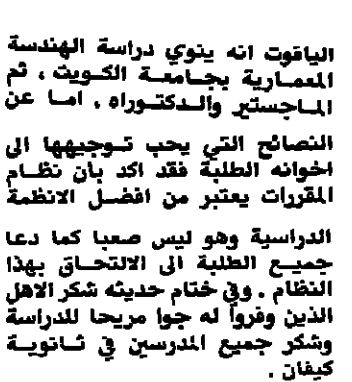 الياقوت انه ينوي دراسة الهندسة
المعمارية بجامعة الكويت ، ثم
الماجستير والدكتوراه . اما عن
النصائح التي يحب توجيهها الى
اخوانه الطلبة فقد اكد بأن نظام
المقررات يعتبر من افضل الانظمة
الدراسية وهو ليس صعبا كما دعا
جميع الطلبة الى الالتحاق بهذا
النظام . وفي ختام حديثه شكر الاهل
الذين وفروا له جوا مريحا للدراسة
وشكر جميع المدرسين في ثانوية
كيفان .